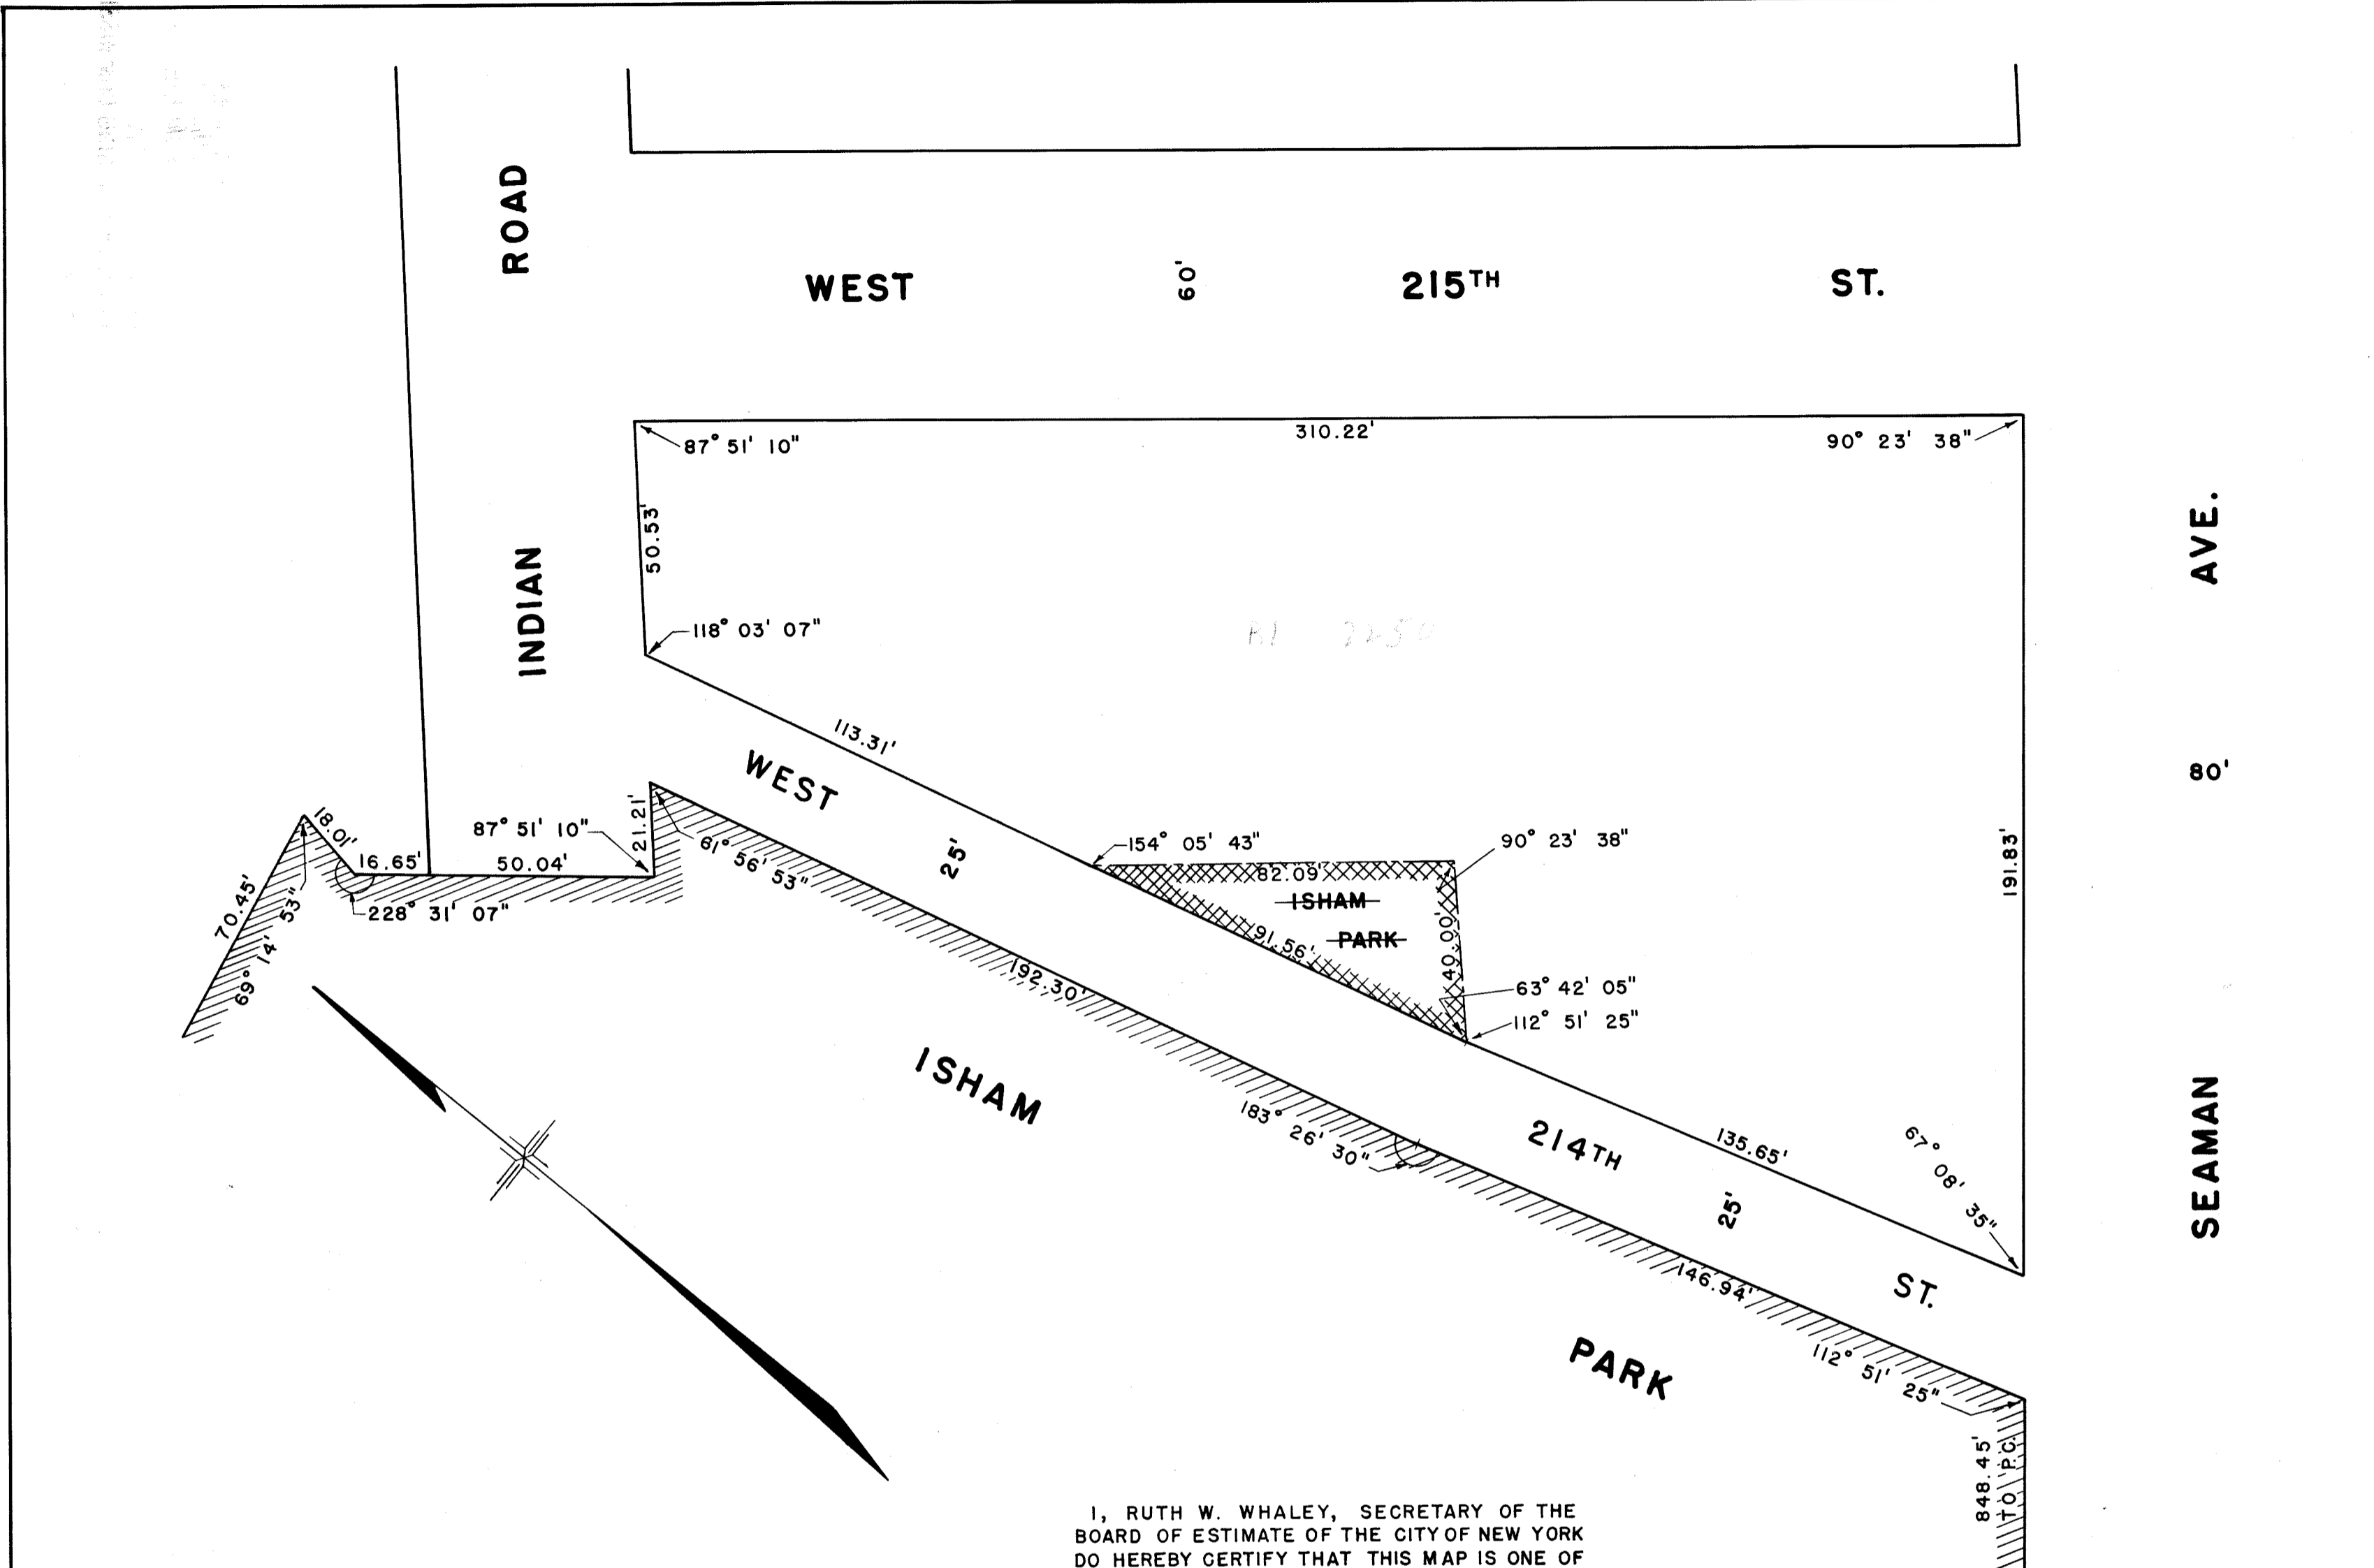 ROAD
WEST 60' 215TH ST.
87° 51' 10"
310.22'
90° 23' 38"
50.53'
AVE.
INDIAN
118° 03' 07"
113.31'
WEST
25'
80'
18.01'
87° 51' 10"
21.21'
16.65'
50.04'
61° 56' 53"
154° 05' 43"
90° 23' 38"
82.09'
ISHAM
PARK
191.83'
70.45'
69° 14' 53"
228° 31' 07"
91.56'
40.00'
192.30'
63° 42' 05"
112° 51' 25"
ISHAM
183° 26' 30"
214TH
135.65'
67° 08' 35"
25'
SEAMAN
146.94'
ST.
PARK
112° 51' 25"
848.45'
TO P.C.
I, RUTH W. WHALEY, SECRETARY OF THE
BOARD OF ESTIMATE OF THE CITY OF NEW YORK
DO HEREBY CERTIFY THAT THIS MAP IS ONE OF